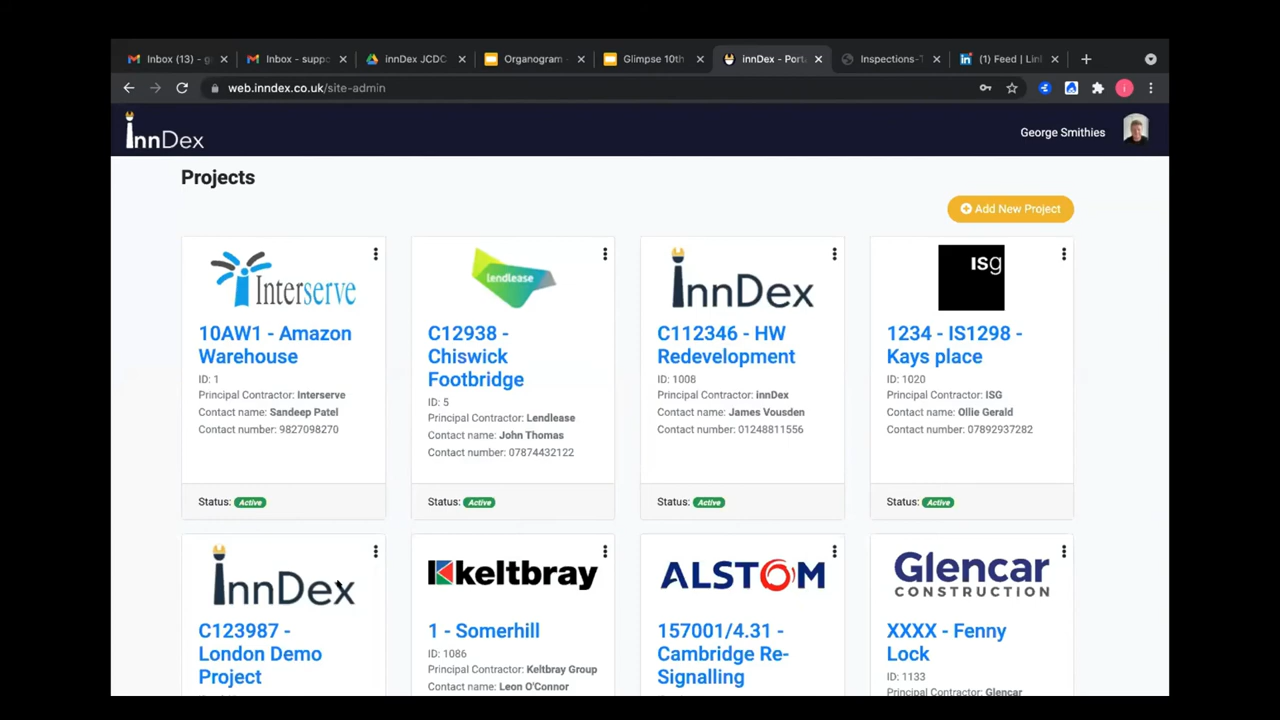 Inbox (13) - g
Inbox - suppo
innDex JCDC
Organogram -
Glimpse 10th
innDex - Porta
Inspections-T
(1) Feed | Link
web.inndex.co.uk/site-admin
i
innDex
George Smithies
Projects
Add New Project
Interserve
10AW1 - Amazon
Warehouse
ID: 1
Principal Contractor: Interserve
Contact name: Sandeep Patel
Contact number: 9827098270
Status: Active
lendlease
C12938 -
Chiswick
Footbridge
ID: 5
Principal Contractor: Lendlease
Contact name: John Thomas
Contact number: 07874432122
Status: Active
innDex
C112346 - HW
Redevelopment
ID: 1008
Principal Contractor: innDex
Contact name: James Vousden
Contact number: 01248811556
Status: Active
ISg
1234 - IS1298 -
Kays place
ID: 1020
Principal Contractor: ISG
Contact name: Ollie Gerald
Contact number: 07892937282
Status: Active
innDex
C123987 -
London Demo
Project
keltbray
1 - Somerhill
ID: 1086
Principal Contractor: Keltbray Group
Contact name: Leon O'Connor
ALSTOM
157001/4.31 -
Cambridge Re-
Signalling
Glencar
CONSTRUCTION
XXXX - Fenny
Lock
ID: 1133
Principal Contractor: Glencar